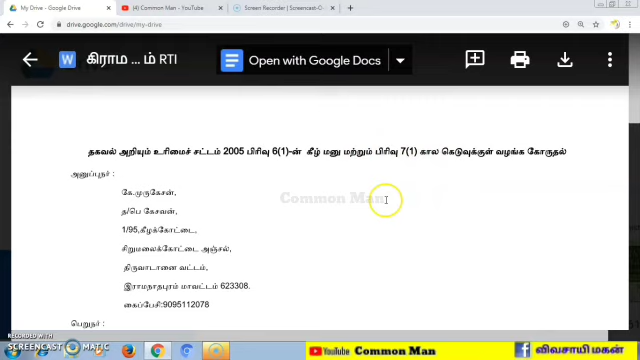 My Drive - Google Drive
Common Man - YouTube
Screen Recorder | Screencast-O-
drive.google.com/drive/my-drive
W கிராம ... ம் RTI
Open with Google Docs
தகவல் அறியும் உரிமைச் சட்டம் 2005 பிரிவு 6(1)-ன் கீழ் மனு மற்றும் பிரிவு 7(1) கால கெடுவுக்குள் வழங்க கோருதல்
அனுப்புநர் :
கே.முருகேசன்,
த/பெ கேசவன்,
Common Man
1/95,கீழக்கோட்டை,
சிறுமலைக்கோட்டை அஞ்சல்,
திருவாடானை வட்டம்,
இராமநாதபுரம் மாவட்டம் 623308.
கைப்பேசி:9095112078
பெறுநர் :
RECORDED WITH
SCREENCAST MATIC
YouTube Common Man
f விவசாயி மகன்